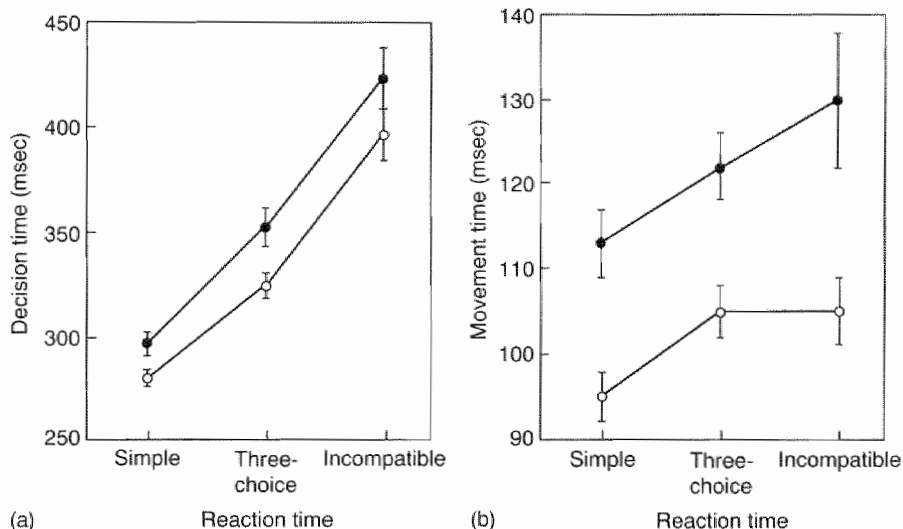 450
400
350
300
250
Decision time (msec)
Simple
Three-
choice
Incompatible
(a)
Reaction time
140
130
120
106
100
90
Movement time (msec)
Simple
Three-
choice
Incompatible
(b)
Reaction time